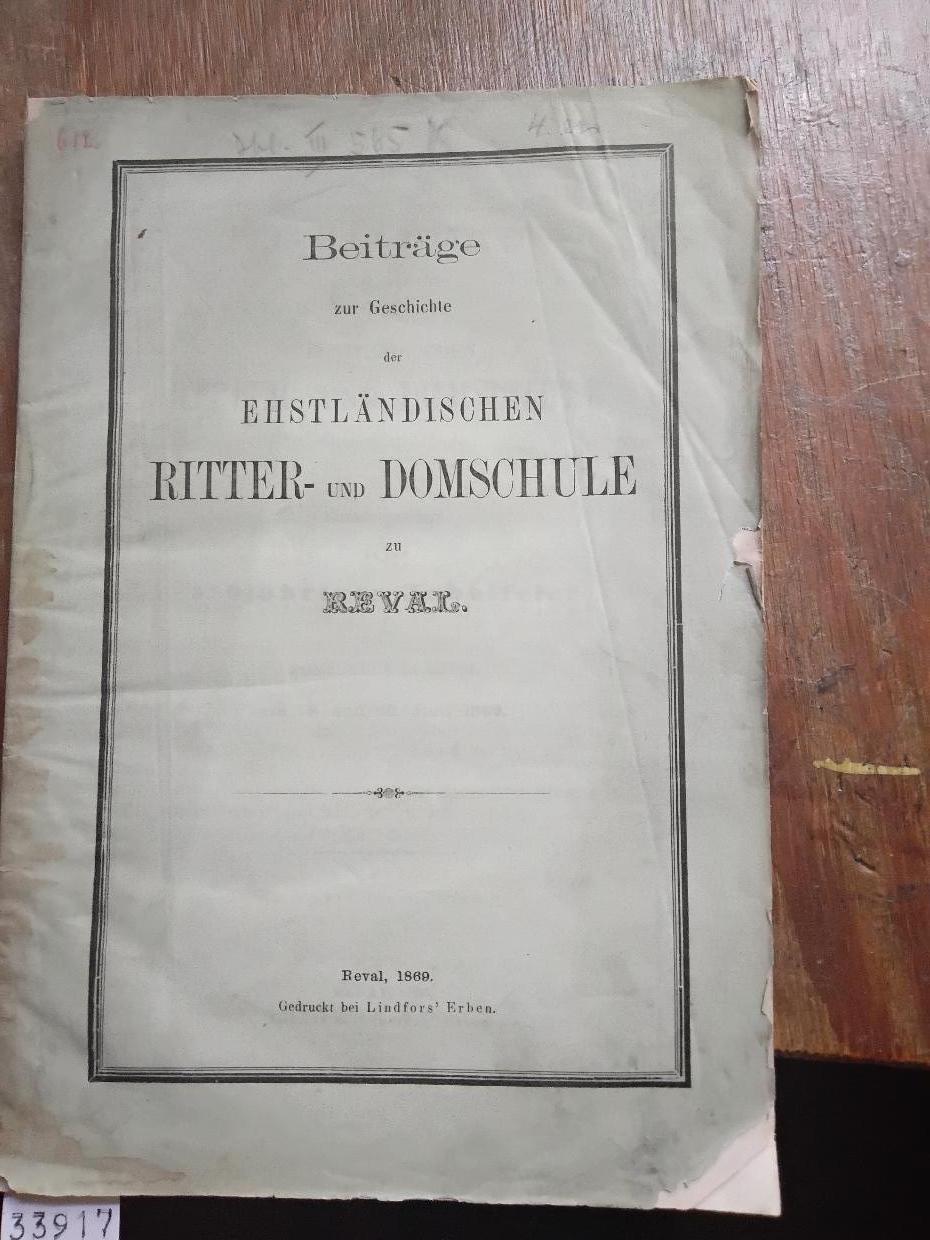 Beiträge
zur Geschichte
der
EHSTLÄNDISCHEN
RITTER- UND DOMSCHULE
zu
REVAL.
Reval, 1869.
Gedruckt bei Lindfors' Erben.
33917